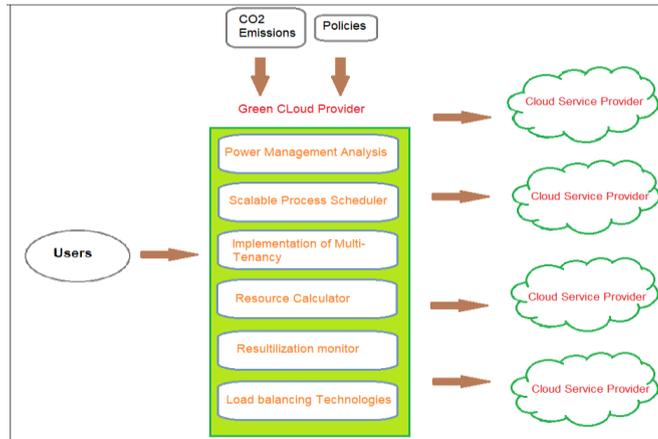 CO2
Emissions
Policies
Green CLoud Provider
Power Management Analysis
Scalable Process Scheduler
Implementation of Multi-
Tenancy
Resource Calculator
Resultilization monitor
Load balancing Technologies
Users
Cloud Service Provider
Cloud Service Provider
Cloud Service Provider
Cloud Service Provider